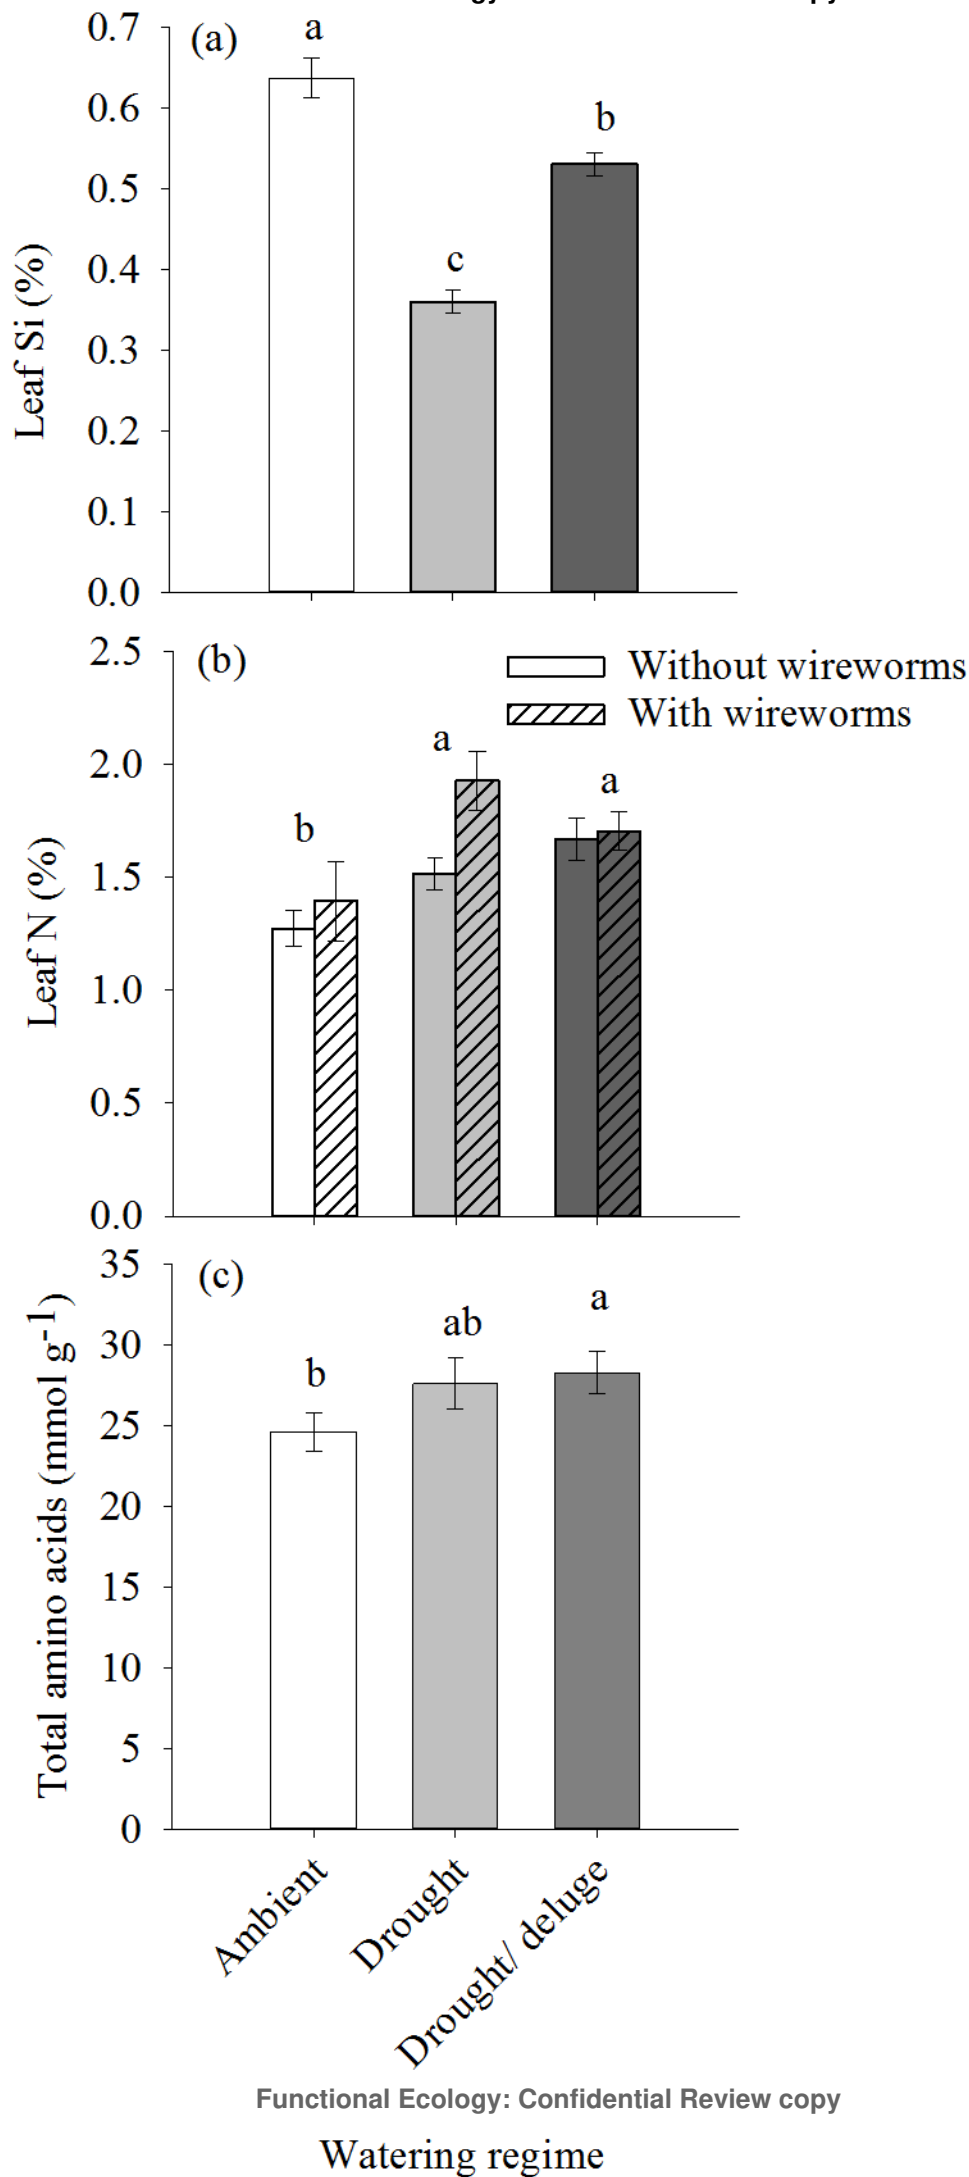 (a)
a
b
c
0.7
0.6
0.5
0.4
0.3
0.2
0.1
0.0
Leaf Si (%)
(b)
Without wireworms
With wireworms
b
a
a
2.5
2.0
1.5
1.0
0.5
0.0
Leaf N (%)
(c)
b
ab
a
35
30
25
20
15
10
5
0
Total amino acids (mmol g-1)
Ambient
Drought
Drought/ deluge
Functional Ecology: Confidential Review copy
Watering regime